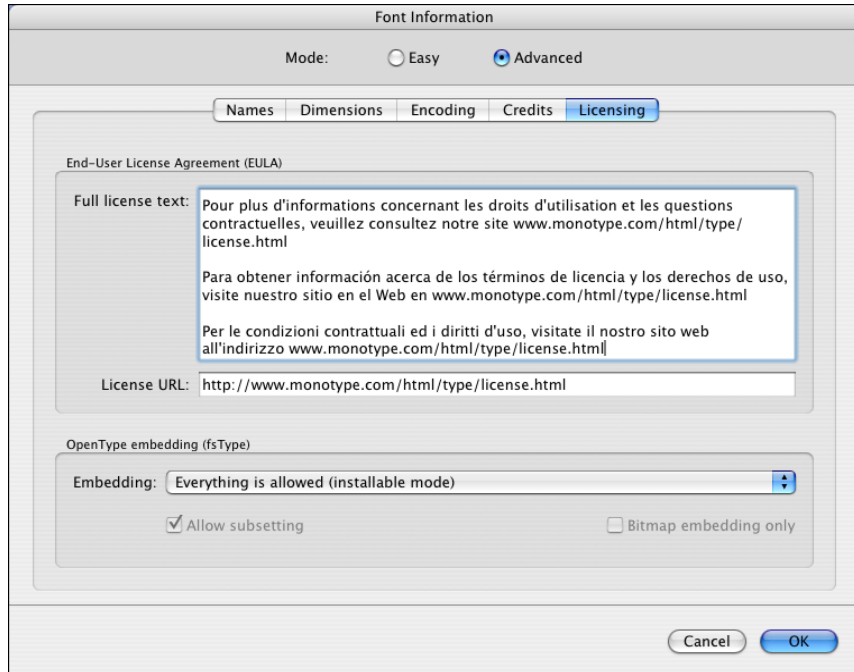 Font Information
Mode: Easy Advanced
Names Dimensions Encoding Credits Licensing
End-User License Agreement (EULA)
Full license text:
Pour plus d'informations concernant les droits d'utilisation et les questions
contractuelles, veuillez consultez notre site www.monotype.com/html/type/
license.html
Para obtener información acerca de los términos de licencia y los derechos de uso,
visite nuestro sitio en el Web en www.monotype.com/html/type/license.html
Per le condizioni contrattuali ed i diritti d'uso, visitate il nostro sito web
all'indirizzo www.monotype.com/html/type/license.html
License URL: http://www.monotype.com/html/type/license.html
OpenType embedding (fsType)
Embedding: Everything is allowed (installable mode)
Allow subsetting Bitmap embedding only
Cancel OK